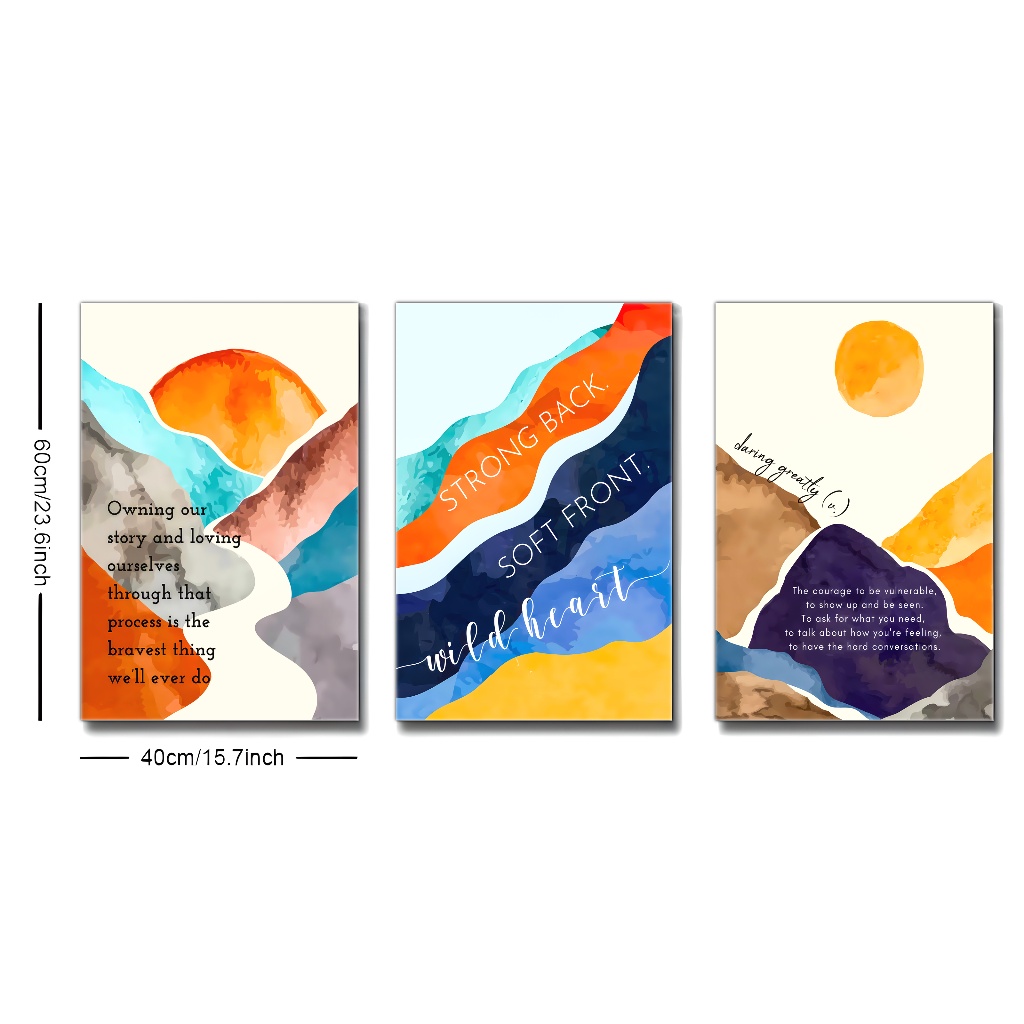 60cm/23.6inch
Owning our
story and loving
ourselves
through that
process is the
bravest thing
we'll ever do
STRONG BACK.
SOFT FRONT.
wild heart
daring greatly (v.)
The courage to be vulnerable,
to show up and be seen.
To ask for what you need,
to talk about how you're feeling,
to have the hard conversations.
40cm/15.7inch